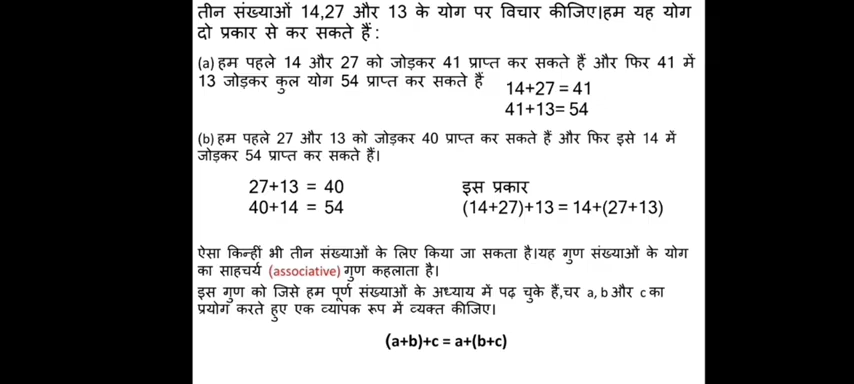 तीन संख्याओं 14,27 और 13 के योग पर विचार कीजिए।हम यह योग
दो प्रकार से कर सकते हैं :
(a) हम पहले 14 और 27 को जोड़कर 41 प्राप्त कर सकते हैं और फिर 41 में
13 जोड़कर कुल योग 54 प्राप्त कर सकते हैं
14+27 = 41
41+13= 54
(b) हम पहले 27 और 13 को जोड़कर 40 प्राप्त कर सकते हैं और फिर इसे 14 में
जोड़कर 54 प्राप्त कर सकते हैं।
27+13 = 40
40+14 = 54
इस प्रकार
(14+27)+13 = 14+(27+13)
ऐसा किन्हीं भी तीन संख्याओं के लिए किया जा सकता है।यह गुण संख्याओं के योग
का साहचर्य (associative) गुण कहलाता है।
इस गुण को जिसे हम पूर्ण संख्याओं के अध्याय में पढ़ चुके हैं,चर a, b और c का
प्रयोग करते हुए एक व्यापक रूप में व्यक्त कीजिए।
(a+b)+c = a+(b+c)